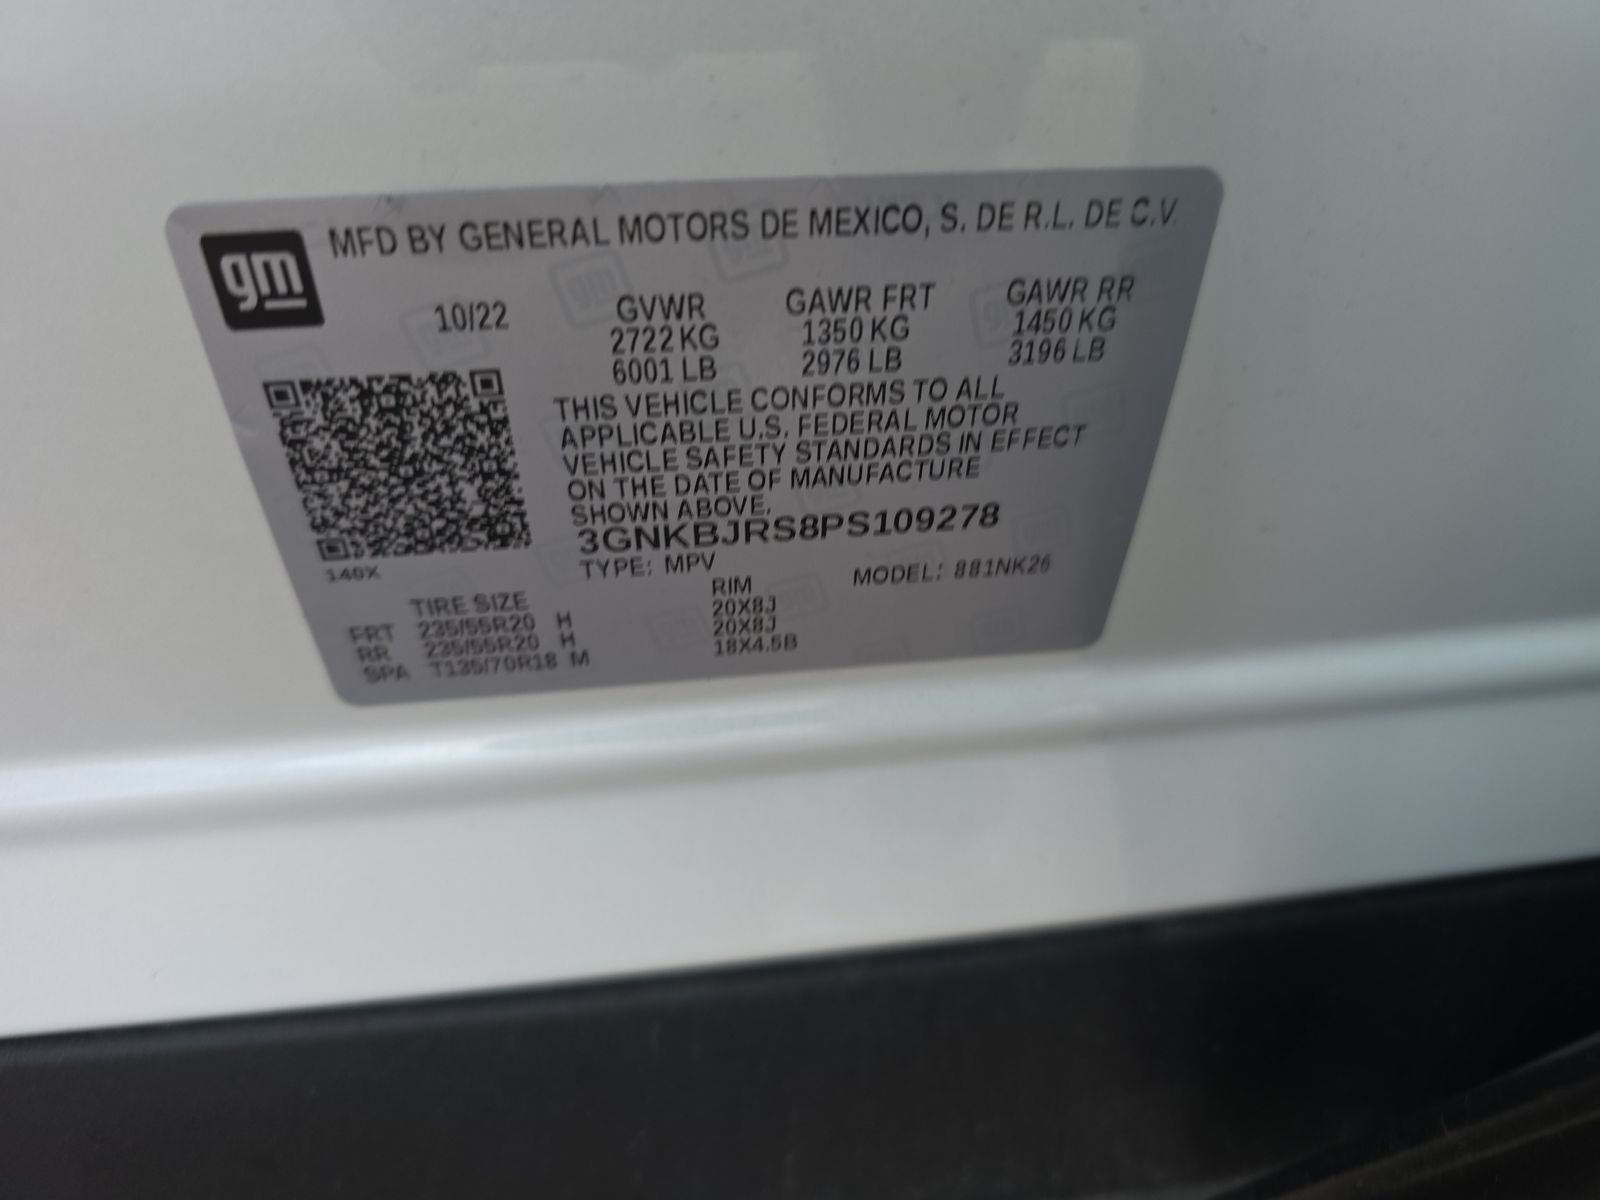 gm
MFD BY GENERAL MOTORS DE MEXICO, S. DE R.L. DE C.V.
10/22
GVWR GAWR FRT GAWR RR
2722 KG 1350 KG 1450 KG
6001 LB 2976 LB 3196 LB
THIS VEHICLE CONFORMS TO ALL
APPLICABLE U.S. FEDERAL MOTOR
VEHICLE SAFETY STANDARDS IN EFFECT
ON THE DATE OF MANUFACTURE
SHOWN ABOVE.
3GNKBJRS8PS109278
TYPE: MPV MODEL: 881NK26
140X
TIRE SIZE RIM
FRT 235/55R20 H 20X8J
RR 235/55R20 H 20X8J
SPA T135/70R18 M 18X4.5B